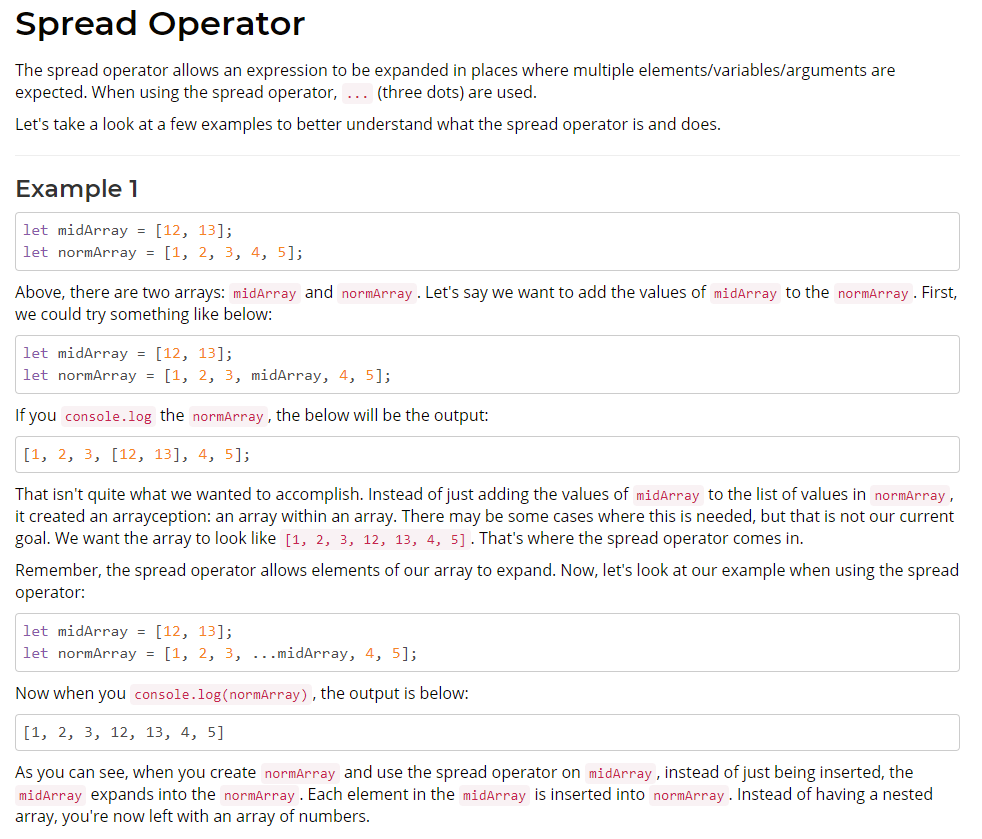 Spread Operator
The spread operator allows an expression to be expanded in places where multiple elements/variables/arguments are
expected. When using the spread operator, ... (three dots) are used.
Let's take a look at a few examples to better understand what the spread operator is and does.
Example 1
let midArray = [12, 13];
let normArray = [1, 2, 3, 4, 5];
Above, there are two arrays: midArray and normArray. Let's say we want to add the values of midArray to the normArray. First,
we could try something like below:
let midArray = [12, 13];
let normArray = [1, 2, 3, midArray, 4, 5];
If you console.log the normArray, the below will be the output:
[1, 2, 3, [12, 13], 4, 5];
That isn't quite what we wanted to accomplish. Instead of just adding the values of midArray to the list of values in normArray,
it created an arrayception: an array within an array. There may be some cases where this is needed, but that is not our current
goal. We want the array to look like [1, 2, 3, 12, 13, 4, 5]. That's where the spread operator comes in.
Remember, the spread operator allows elements of our array to expand. Now, let's look at our example when using the spread
operator:
let midArray = [12, 13];
let normArray = [1, 2, 3, ...midArray, 4, 5];
Now when you console.log(normArray), the output is below:
[1, 2, 3, 12, 13, 4, 5]
As you can see, when you create normArray and use the spread operator on midArray, instead of just being inserted, the
midArray expands into the normArray. Each element in the midArray is inserted into normArray. Instead of having a nested
array, you're now left with an array of numbers.